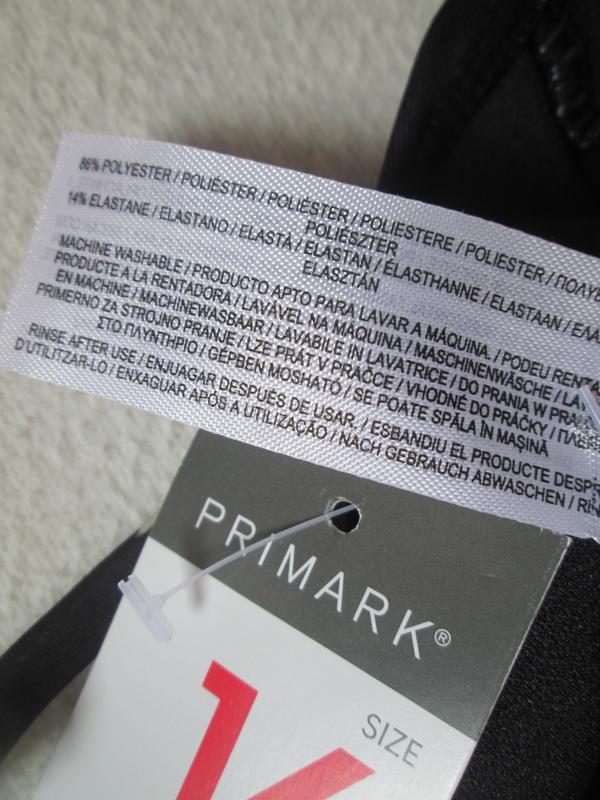 86% POLYESTER / POLIÉSTER / POLIÈSTER / POLIESTERE / POLIESTER / ΠΟΛΥΕ
POLIÉSZTER
14% ELASTANE / ELASTANO / ELASTÀ / ELASTAN / ÉLASTHANNE / ELASTAAN / ΕΛΑ
ELASZTÁN
MACHINE WASHABLE / PRODUCTO APTO PARA LAVAR A MÁQUINA. / PODEU RENTA
PRODUCTE A LA RENTADORA / LAVÁVEL NA MÁQUINA / MASCHINENWÄSCHE / LAV
EN MACHINE / MACHINEWASBAAR / LAVABILE IN LAVATRICE / DO PRANIA W PRA
PRIMERNO ZA STROJNO PRANJE / LZE PRÁT V PRAČCE / VHODNÉ DO PRÁČKY / ΠΛΕ
ΣΤΟ ΠΛΥΝΤΗΡΙΟ / GÉPBEN MOSHATÓ / SE POATE SPĂLA ÎN MAȘINĂ
RINSE AFTER USE / ENJUAGAR DESPUÉS DE USAR. / ESBANDIU EL PRODUCTE DESPR
D'UTILITZAR-LO / ENXAGUAR APÓS A UTILIZAÇÃO / NACH GEBRAUCH ABWASCHEN / RIN
PRIMARK®
SIZE